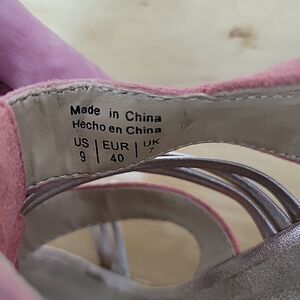 Made in China
Hecho en China
US | EUR | UK
9 | 40 |